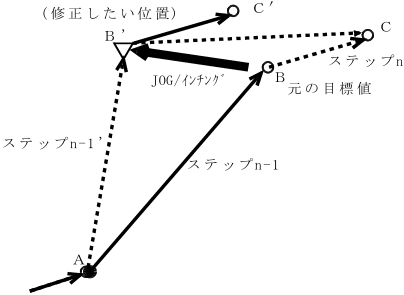 （修正したい位置）
C′
B'
C
ステップn
JOG/ｲﾝﾁﾝｸﾞ
B
元の目標値
ステップn-1'
ステップn-1
A